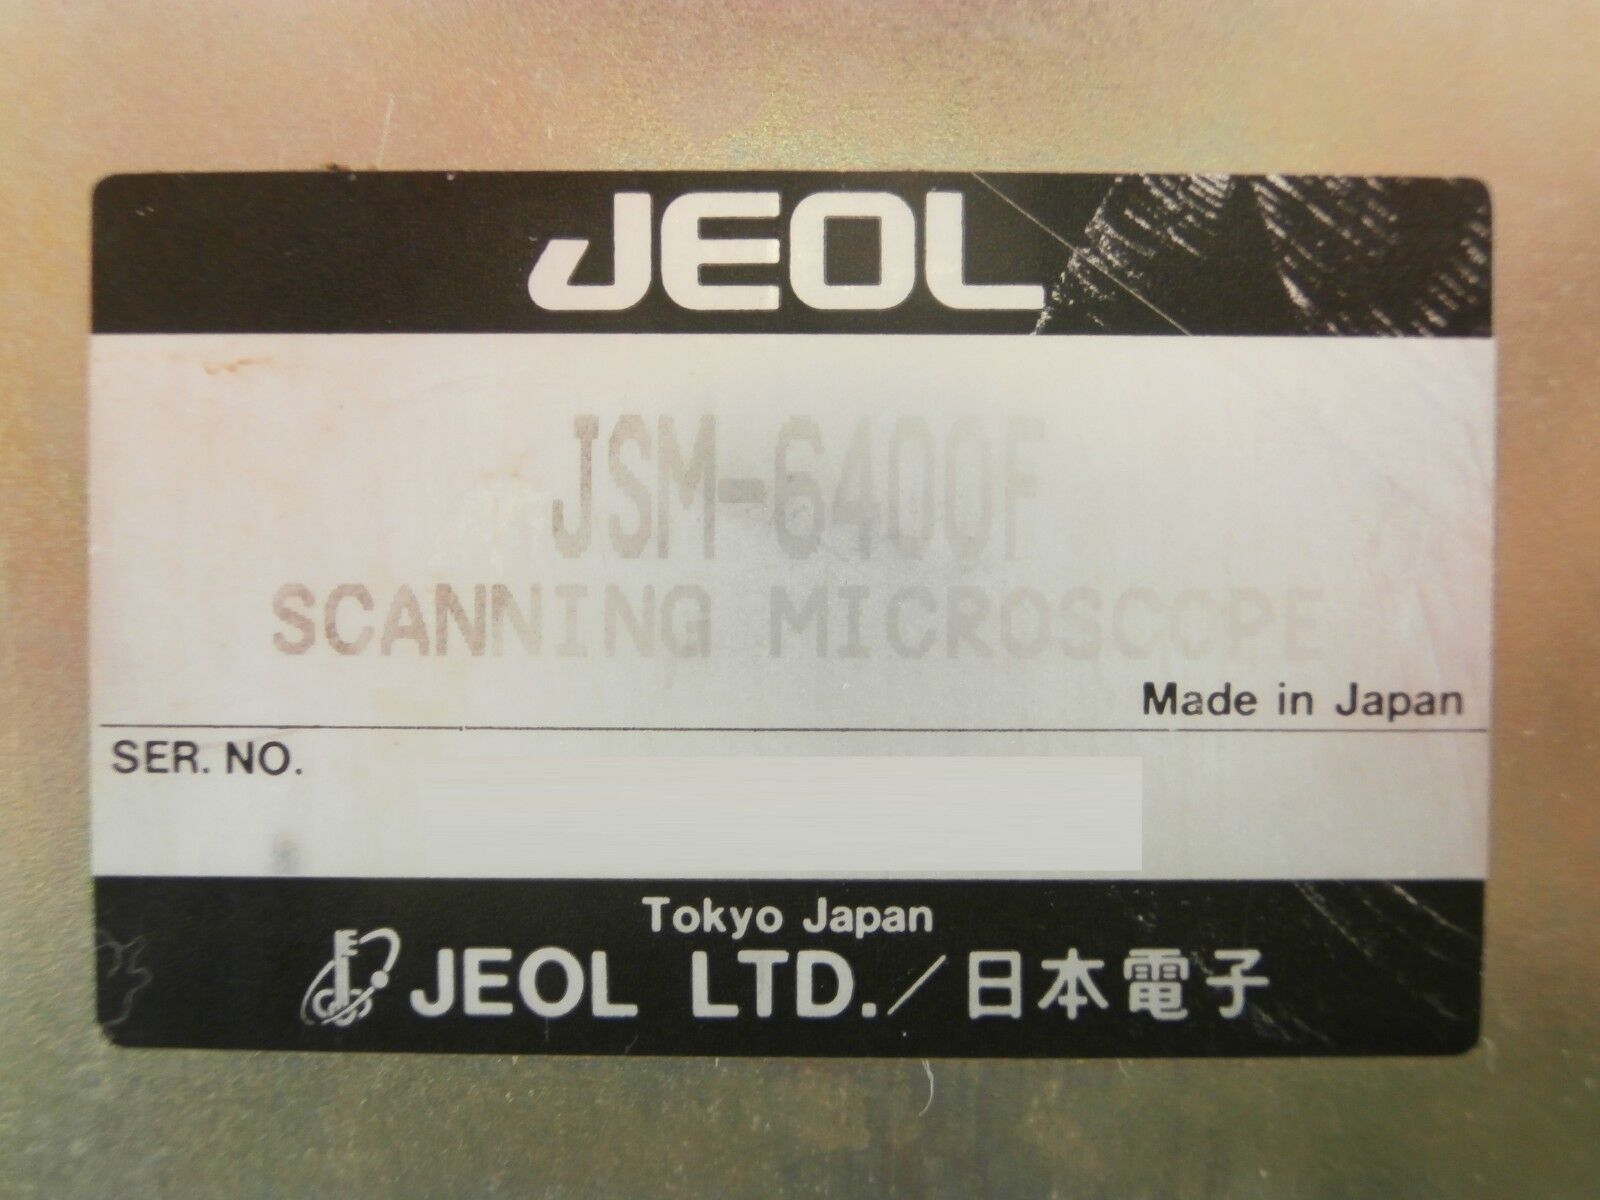 JEOL
JSM-6400F
SCANNING MICROSCOPE
Made in Japan
SER. NO.
Tokyo Japan
JEOL LTD./日本電子